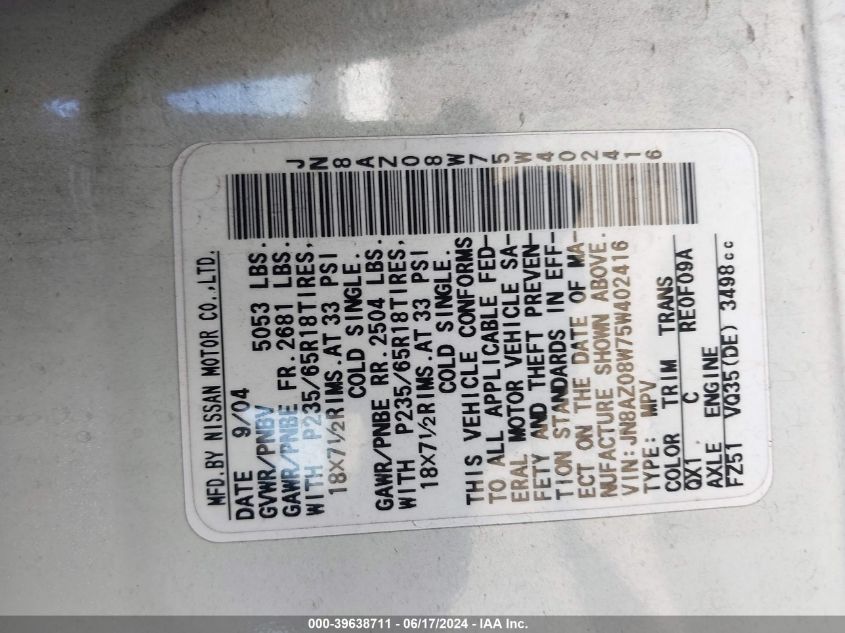 MFD.BY NISSAN MOTOR CO.,LTD.
JN8AZ08W75W402416
DATE 9/04
GVWR/PNBV 5053 LBS.
GAWR/PNBE FR.2681 LBS.
WITH P235/65R18TIRES,
18X7½RIMS.AT 33 PSI
COLD SINGLE.
GAWR/PNBE RR.2504 LBS.
WITH P235/65R18TIRES,
18X7½RIMS.AT 33 PSI
COLD SINGLE.
THIS VEHICLE CONFORMS
TO ALL APPLICABLE FED-
ERAL MOTOR VEHICLE SA-
FETY AND THEFT PREVEN-
TION STANDARDS IN EFF-
ECT ON THE DATE OF MA-
NUFACTURE SHOWN ABOVE.
VIN:JN8AZ08W75W402416
TYPE: MPV
COLOR TRIM TRANS
QX1 C RE0F09A
AXLE ENGINE
FZ51 VQ35(DE) 3498cc
000-39638711 - 06/17/2024 - IAA Inc.